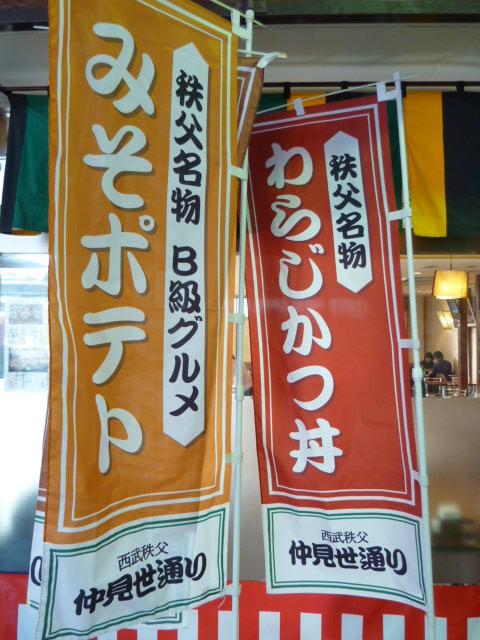 みそポテト
秩父名物 B級グルメ
西武秩父
仲見世通り
わらじかつ丼
秩父名物
西武秩父
仲見世通り